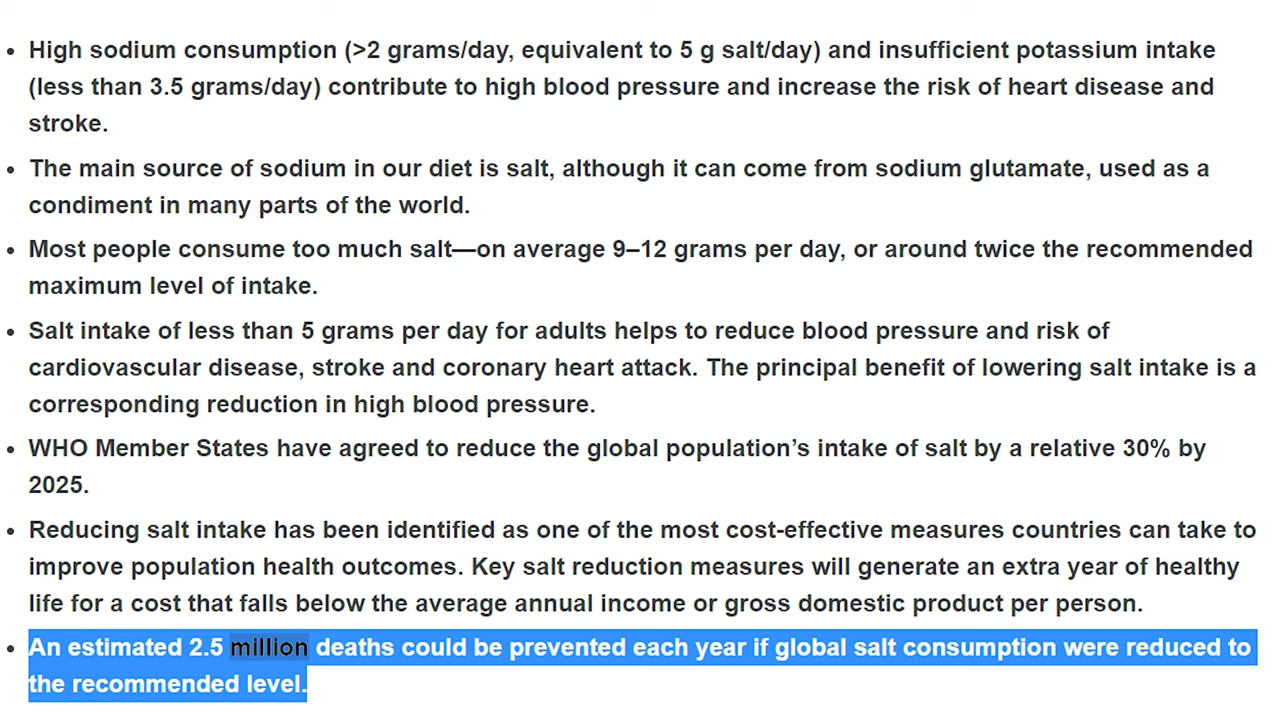 • High sodium consumption (>2 grams/day, equivalent to 5 g salt/day) and insufficient potassium intake
(less than 3.5 grams/day) contribute to high blood pressure and increase the risk of heart disease and
stroke.
• The main source of sodium in our diet is salt, although it can come from sodium glutamate, used as a
condiment in many parts of the world.
• Most people consume too much salt—on average 9–12 grams per day, or around twice the recommended
maximum level of intake.
• Salt intake of less than 5 grams per day for adults helps to reduce blood pressure and risk of
cardiovascular disease, stroke and coronary heart attack. The principal benefit of lowering salt intake is a
corresponding reduction in high blood pressure.
• WHO Member States have agreed to reduce the global population’s intake of salt by a relative 30% by
2025.
• Reducing salt intake has been identified as one of the most cost-effective measures countries can take to
improve population health outcomes. Key salt reduction measures will generate an extra year of healthy
life for a cost that falls below the average annual income or gross domestic product per person.
• An estimated 2.5 million deaths could be prevented each year if global salt consumption were reduced to
the recommended level.